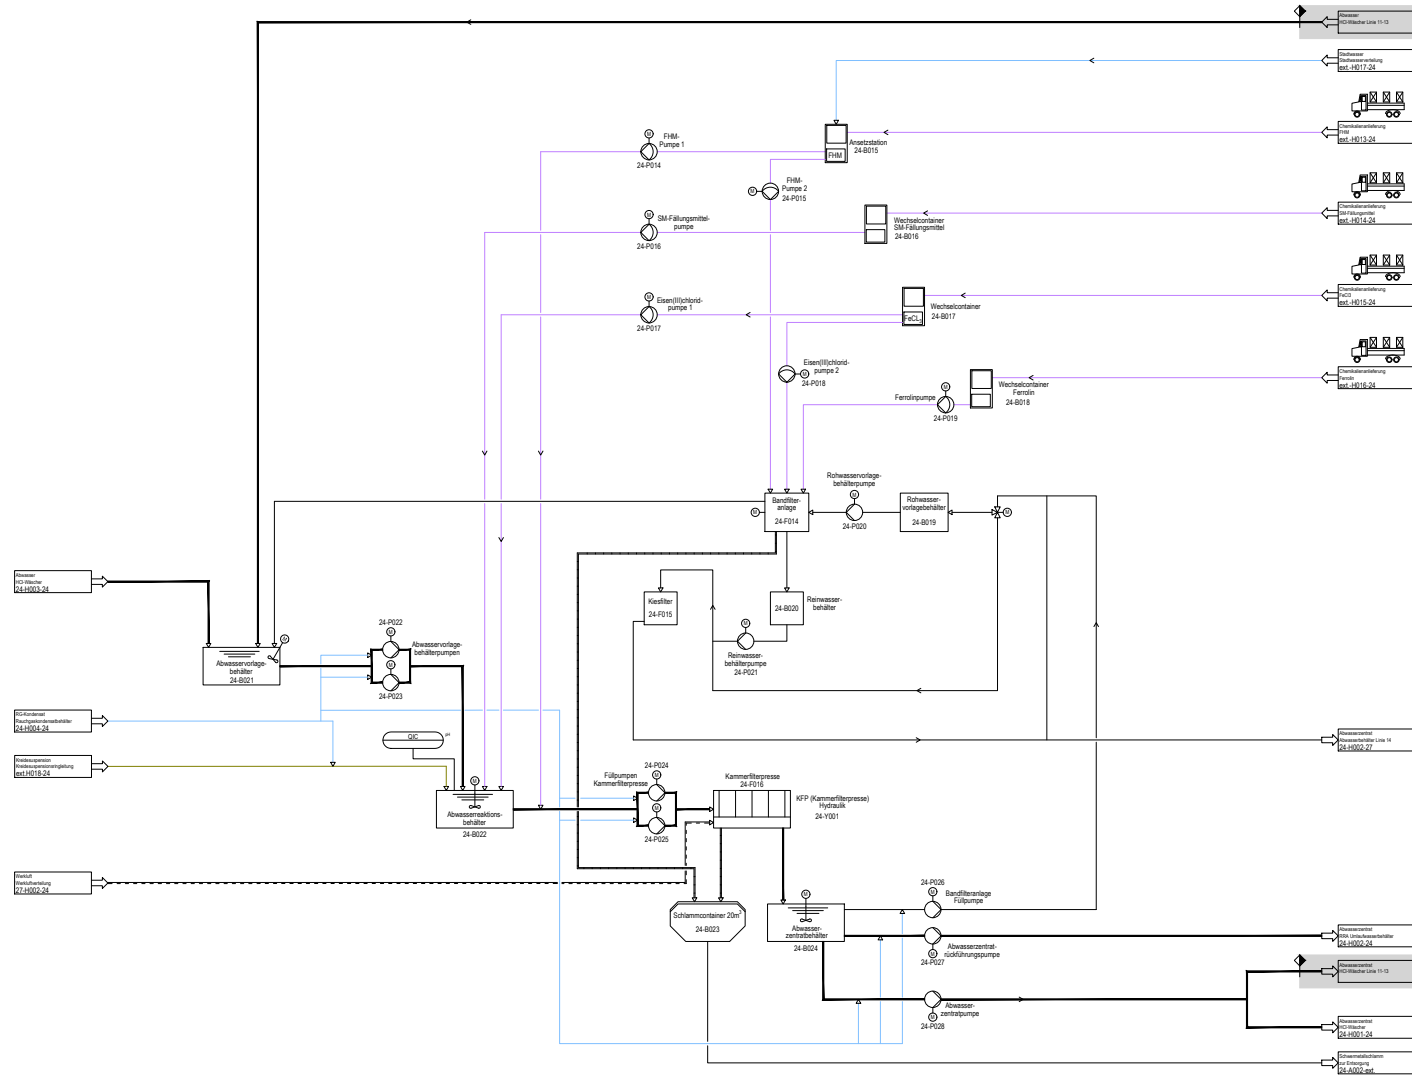 Abwasser
HCl-Wäscher Linie 11-13
Stadtwasser
Stadtwasserverteilung
ext.-H017-24
Chemikalienanlieferung
FHM
ext.-H013-24
M
FHM-
Pumpe 1
24-P014
FHM
Ansetzstation
24-B015
M
FHM-
Pumpe 2
24-P015
Chemikalienanlieferung
SM-Fällungsmittel
ext.-H014-24
M
SM-Fällungsmittel-
pumpe
24-P016
Wechselcontainer
SM-Fällungsmittel
24-B016
Chemikalienanlieferung
ext.-H015-24
M
Eisen(III)chlorid-
pumpe 1
24-P017
FeCL3
Wechselcontainer
24-B017
Eisen(III)chlorid-
pumpe 2
M
24-P018
Chemikalienanlieferung
Ferrolin
ext.-H016-24
Wechselcontainer
Ferrolin
24-B018
M
Ferrolinpumpe
24-P019
Rohwasservorlage-
behälterpumpe
M
24-P020
Bandfilter-
anlage
24-F014
M
Rohwasser-
vorlagebehälter
24-B019
M
Abwasser
HCl-Wäscher
24-H003-24
Kiesfilter
24-F015
24-B020
Reinwasser-
behälter
M
Reinwasser-
behälterpumpe
24-P021
Abwasservorlage-
behälter
24-B021
M
24-P022
M
Abwasservorlage-
behälterpumpen
M
24-P023
RG-Kondensat
Rauchgaskondensatbehälter
24-H004-24
QIC
pH
Abwasserzentrat
Abwasserbehälter Linie 14
24-H002-27
Kreidesuspension
Kreidesuspensionsringleitung
ext.H018-24
M
Abwasserreaktions-
behälter
24-B022
Füllpumpen
Kammerfilterpresse
24-P024
M
M
24-P025
Kammerfilterpresse
24-F016
KFP (Kammerfilterpresse)
Hydraulik
24-Y001
Werkluft
Werkluftverteilung
27-H002-24
Schlammcontainer 20m3
24-B023
M
Abwasser-
zentratbehälter
24-B024
24-P026
M
Bandfilteranlage
Füllpumpe
M
24-P027
Abwasserzentrat-
rückführungspumpe
Abwasserzentrat
RRA Umlaufwasserbehälter
24-H002-24
Abwasserzentrat
HCl-Wäscher Linie 11-13
M
24-P028
Abwasser-
zentratpumpe
Abwasserzentrat
HCl-Wäscher
24-H001-24
Schwermetallschlamm
zur Entsorgung
24-A002-ext.